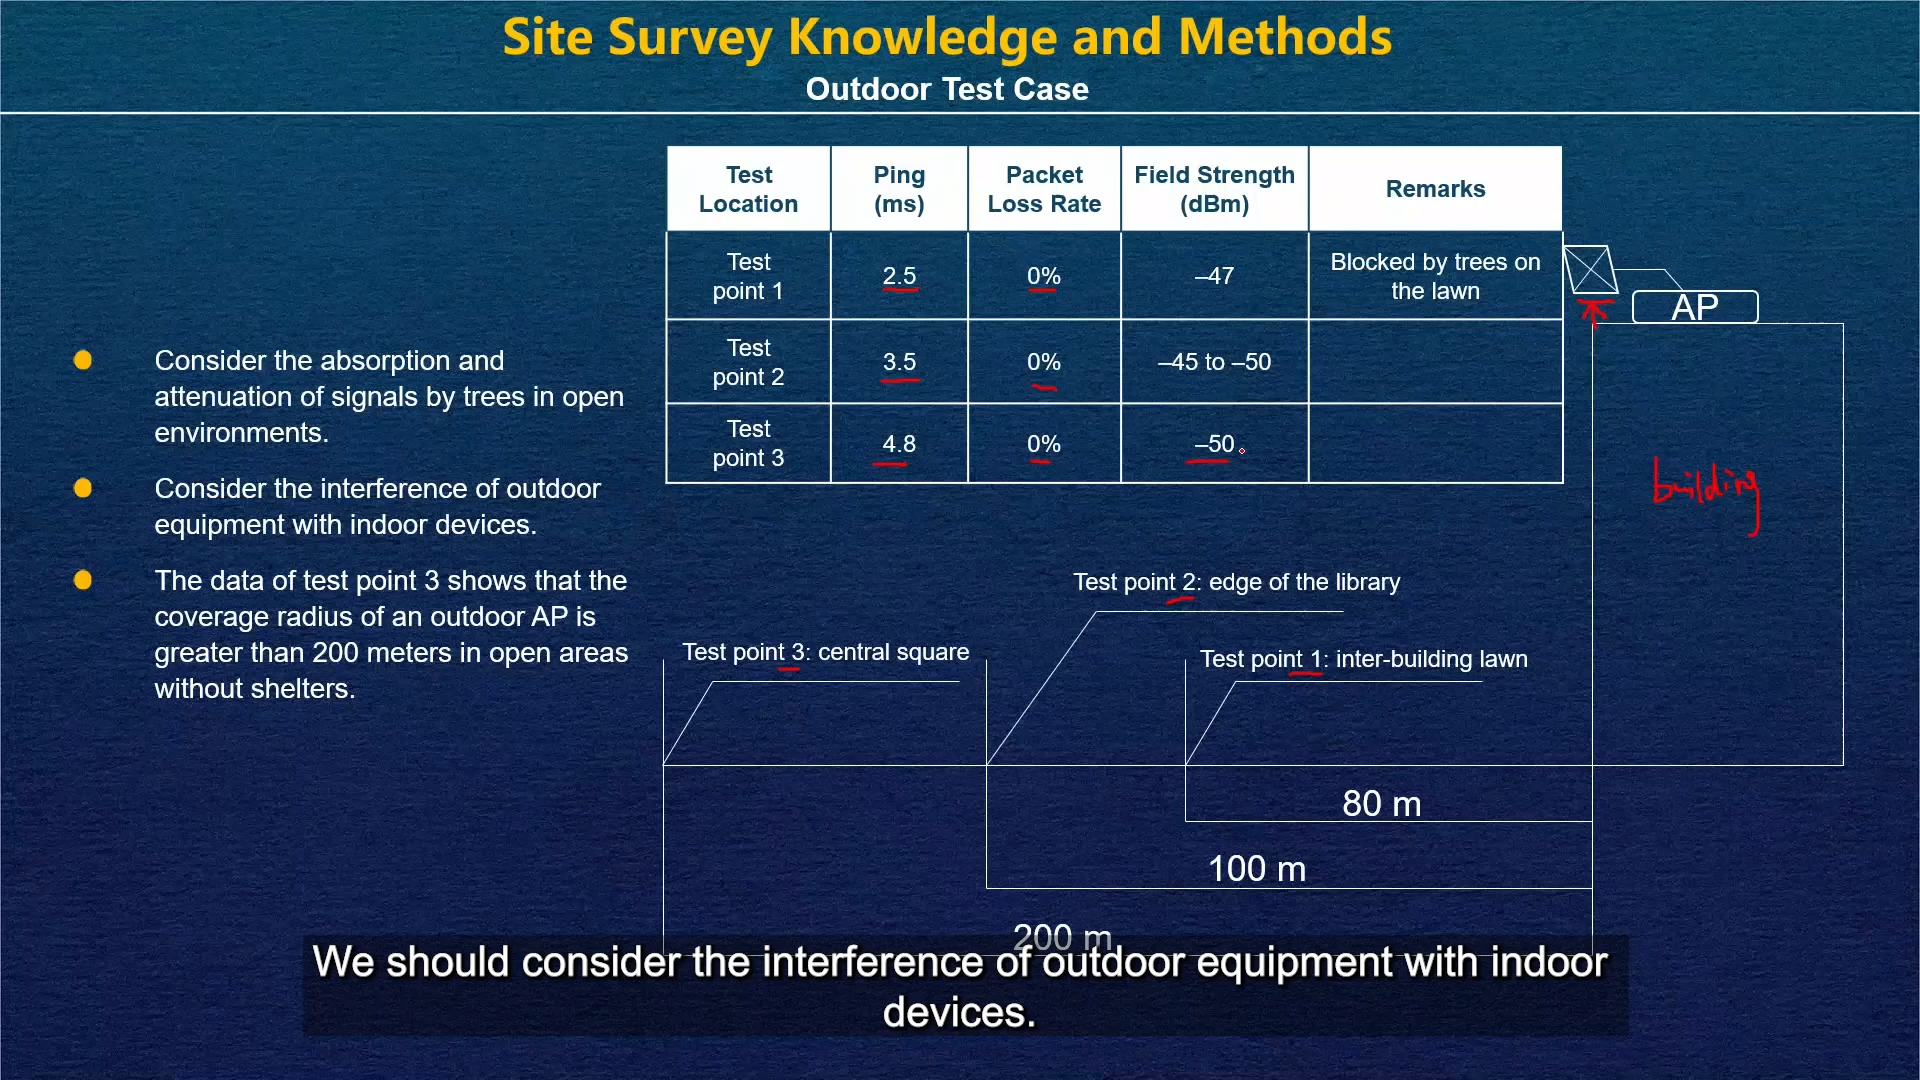 Site Survey Knowledge and Methods
Outdoor Test Case
Test Location
Ping (ms)
Packet Loss Rate
Field Strength (dBm)
Remarks
Test point 1
2.5
0%
–47
Blocked by trees on the lawn
Test point 2
3.5
0%
–45 to –50
Test point 3
4.8
0%
–50
AP
building
Consider the absorption and
attenuation of signals by trees in open
environments.
Consider the interference of outdoor
equipment with indoor devices.
The data of test point 3 shows that the
coverage radius of an outdoor AP is
greater than 200 meters in open areas
without shelters.
Test point 2: edge of the library
Test point 3: central square
Test point 1: inter-building lawn
80 m
100 m
200 m
We should consider the interference of outdoor equipment with indoor
devices.